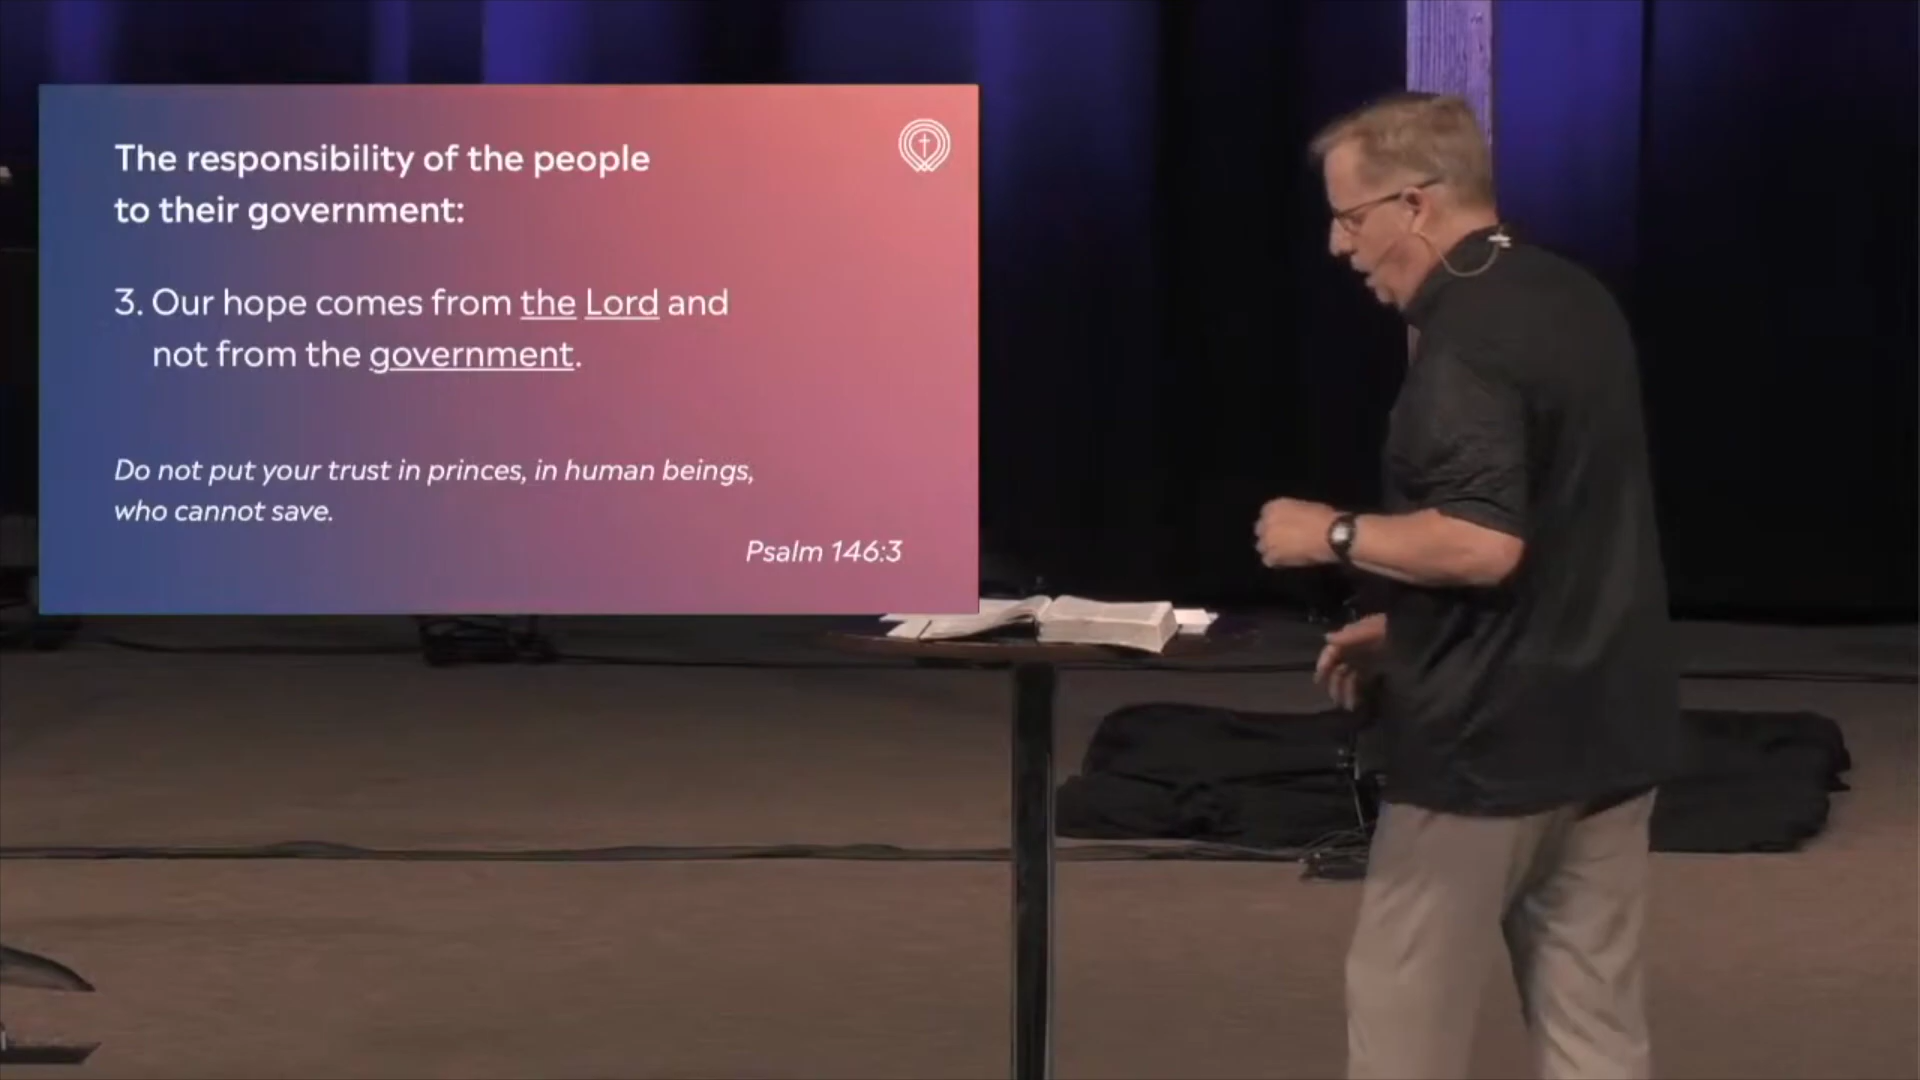 The responsibility of the people
to their government:
3. Our hope comes from the Lord and
not from the government.
Do not put your trust in princes, in human beings,
who cannot save.
Psalm 146:3